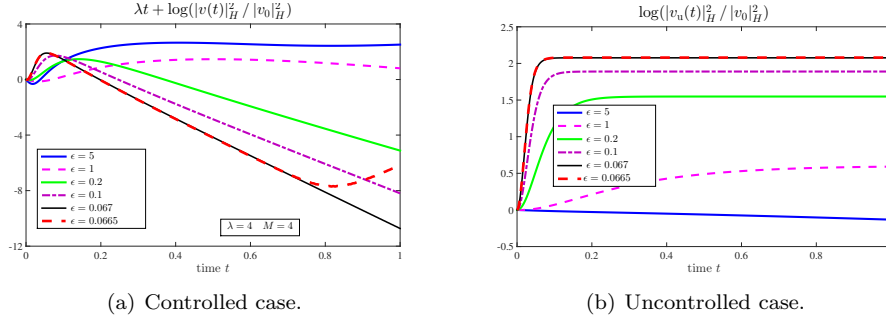 λt + log(|v(t)|²_H / |v₀|²_H)
4
0
-4
-8
-12
0
0.2
0.4
0.6
0.8
1
time t
ϵ = 5
ϵ = 1
ϵ = 0.2
ϵ = 0.1
ϵ = 0.067
ϵ = 0.0665
λ = 4 M = 4
(a) Controlled case.
log(|v_u(t)|²_H / |v₀|²_H)
2.5
2
1.5
1
0.5
0
-0.5
0
0.2
0.4
0.6
0.8
time t
ϵ = 5
ϵ = 1
ϵ = 0.2
ϵ = 0.1
ϵ = 0.067
ϵ = 0.0665
(b) Uncontrolled case.